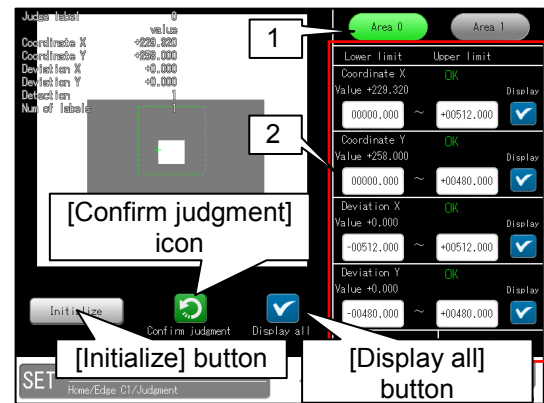 Judge label 0
value
Coordinate X +229.320
Coordinate Y +258.000
Deviation X +0.000
Deviation Y +0.000
Detection 1
Num of labels 1
1
2
Area 0 Area 1
Lower limit Upper limit
Coordinate X OK
Value +229.320 Display
00000.000 ~ +00512.000
Coordinate Y OK
Value +258.000 Display
00000.000 ~ +00480.000
Deviation X OK
Value +0.000 Display
-00512.000 ~ +00512.000
Deviation Y OK
Value +0.000 Display
-00480.000 ~ +00480.000
[Confirm judgment]
icon
Initialize
Confirm judgment
Display all
[Initialize] button
[Display all]
button
SET
Home/Edge C1/Judgment